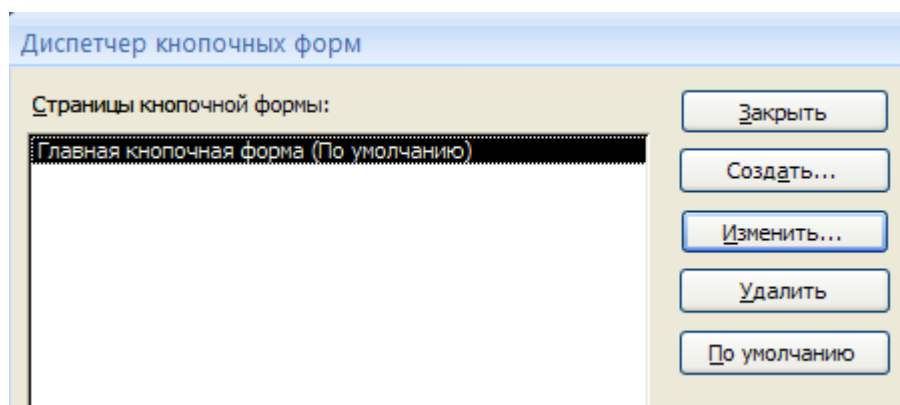 Диспетчер кнопочных форм
Страницы кнопочной формы:
Главная кнопочная форма (По умолчанию)
Закрыть
Создать...
Изменить...
Удалить
По умолчанию